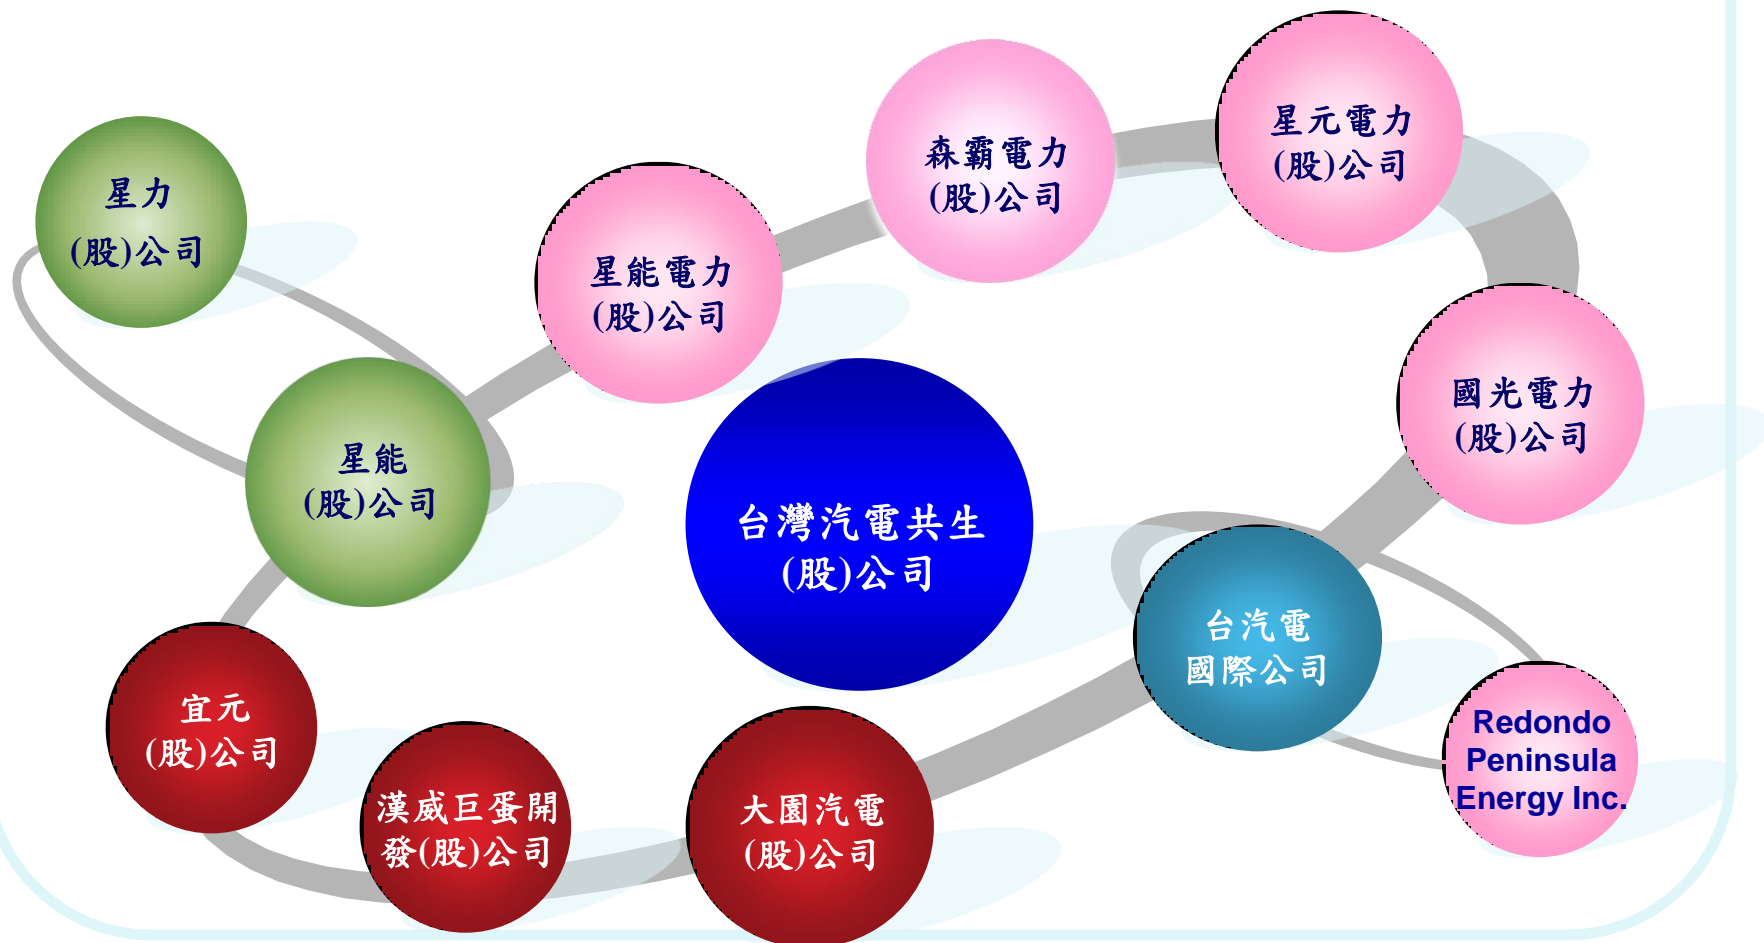 星力
(股)公司
星能電力
(股)公司
森霸電力
(股)公司
星元電力
(股)公司
國光電力
(股)公司
星能
(股)公司
台灣汽電共生
(股)公司
台汽電
國際公司
Redondo
Peninsula
Energy Inc.
宜元
(股)公司
漢威巨蛋開
發(股)公司
大園汽電
(股)公司